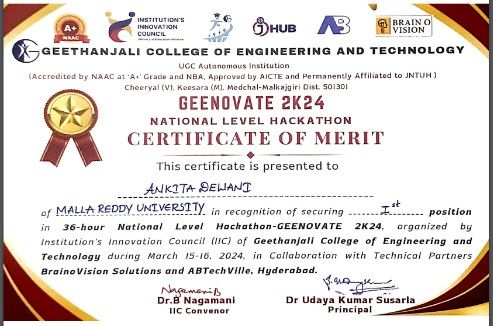 A+
NAAC
INSTITUTION'S
INNOVATION
COUNCIL
JHUB
AB
BRAIN O
VISION
GEETHANJALI COLLEGE OF ENGINEERING AND TECHNOLOGY
UGC Autonomous Institution
(Accredited by NAAC at 'A+' Grade and NBA, Approved by AICTE and Permanently Affiliated to JNTUH)
Cheeryal (V), Keesara (M), Medchal-Malkajgiri Dist. 501301
GEENOVATE 2K24
NATIONAL LEVEL HACKATHON
CERTIFICATE OF MERIT
This certificate is presented to
ANKITA DEWANI
of MALLA REDDY UNIVERSITY in recognition of securing Ist position
in 36-hour National Level Hackathon-GEENOVATE 2K24, organized by
Institution's Innovation Council (IIC) of Geethanjali College of Engineering and
Technology during March 15-16, 2024, in Collaboration with Technical Partners
BrainoVision Solutions and ABTechVille, Hyderabad.
Nagamani B
Dr.B Nagamani
IIC Convenor
Dr Udaya Kumar Susarla
Principal